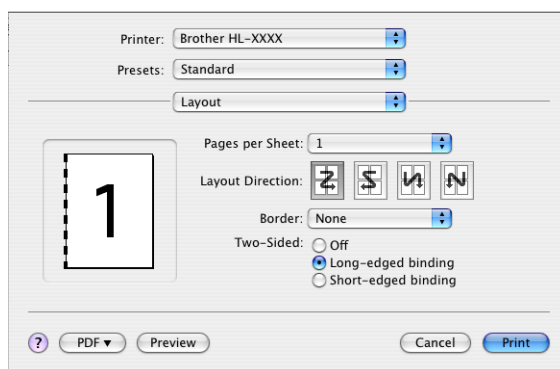 Printer: Brother HL-XXXX
Presets: Standard
Layout
Pages per Sheet: 1
Layout Direction:
Border: None
Two-Sided: Off
Long-edged binding
Short-edged binding
1
? PDF▼ Preview Cancel Print